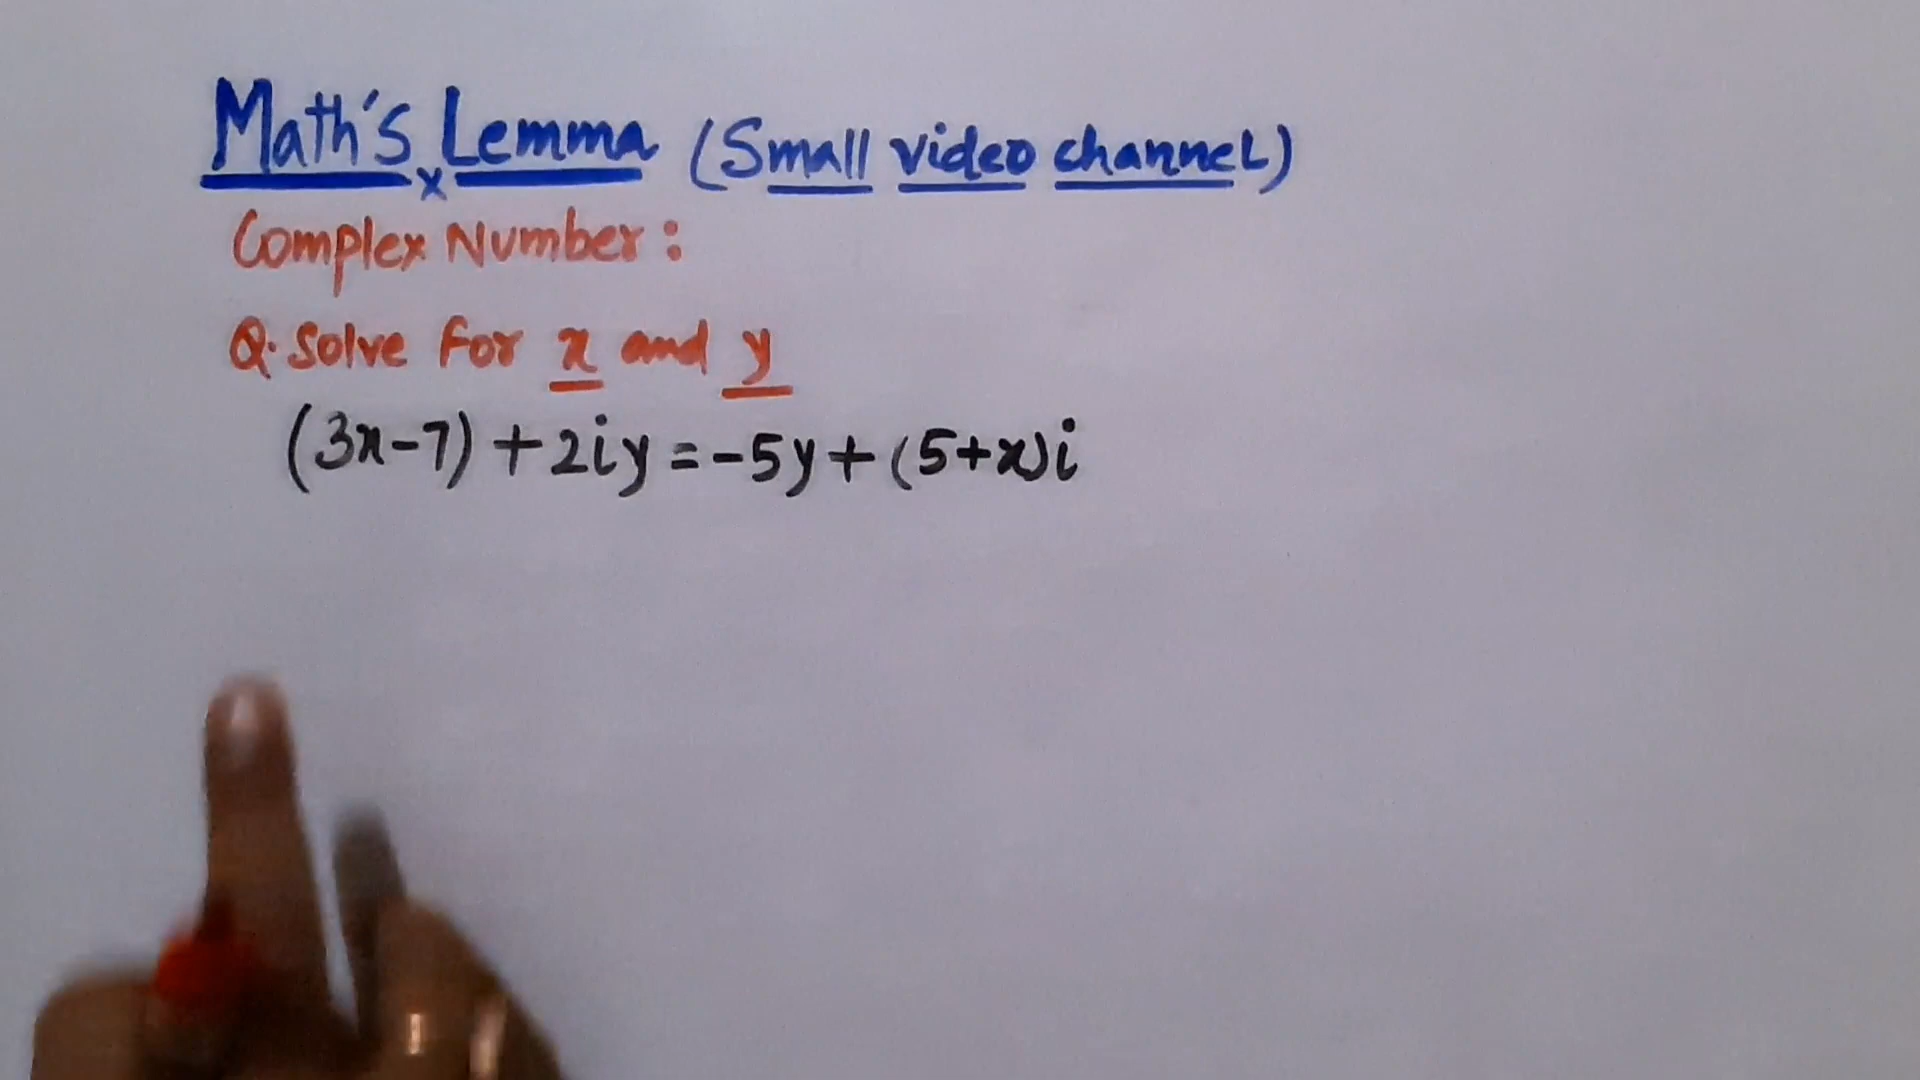 Math's Lemma (Small video channel)
Complex Number:
Q. Solve for x and y
(3x-7) + 2iy = -5y + (5+x)i